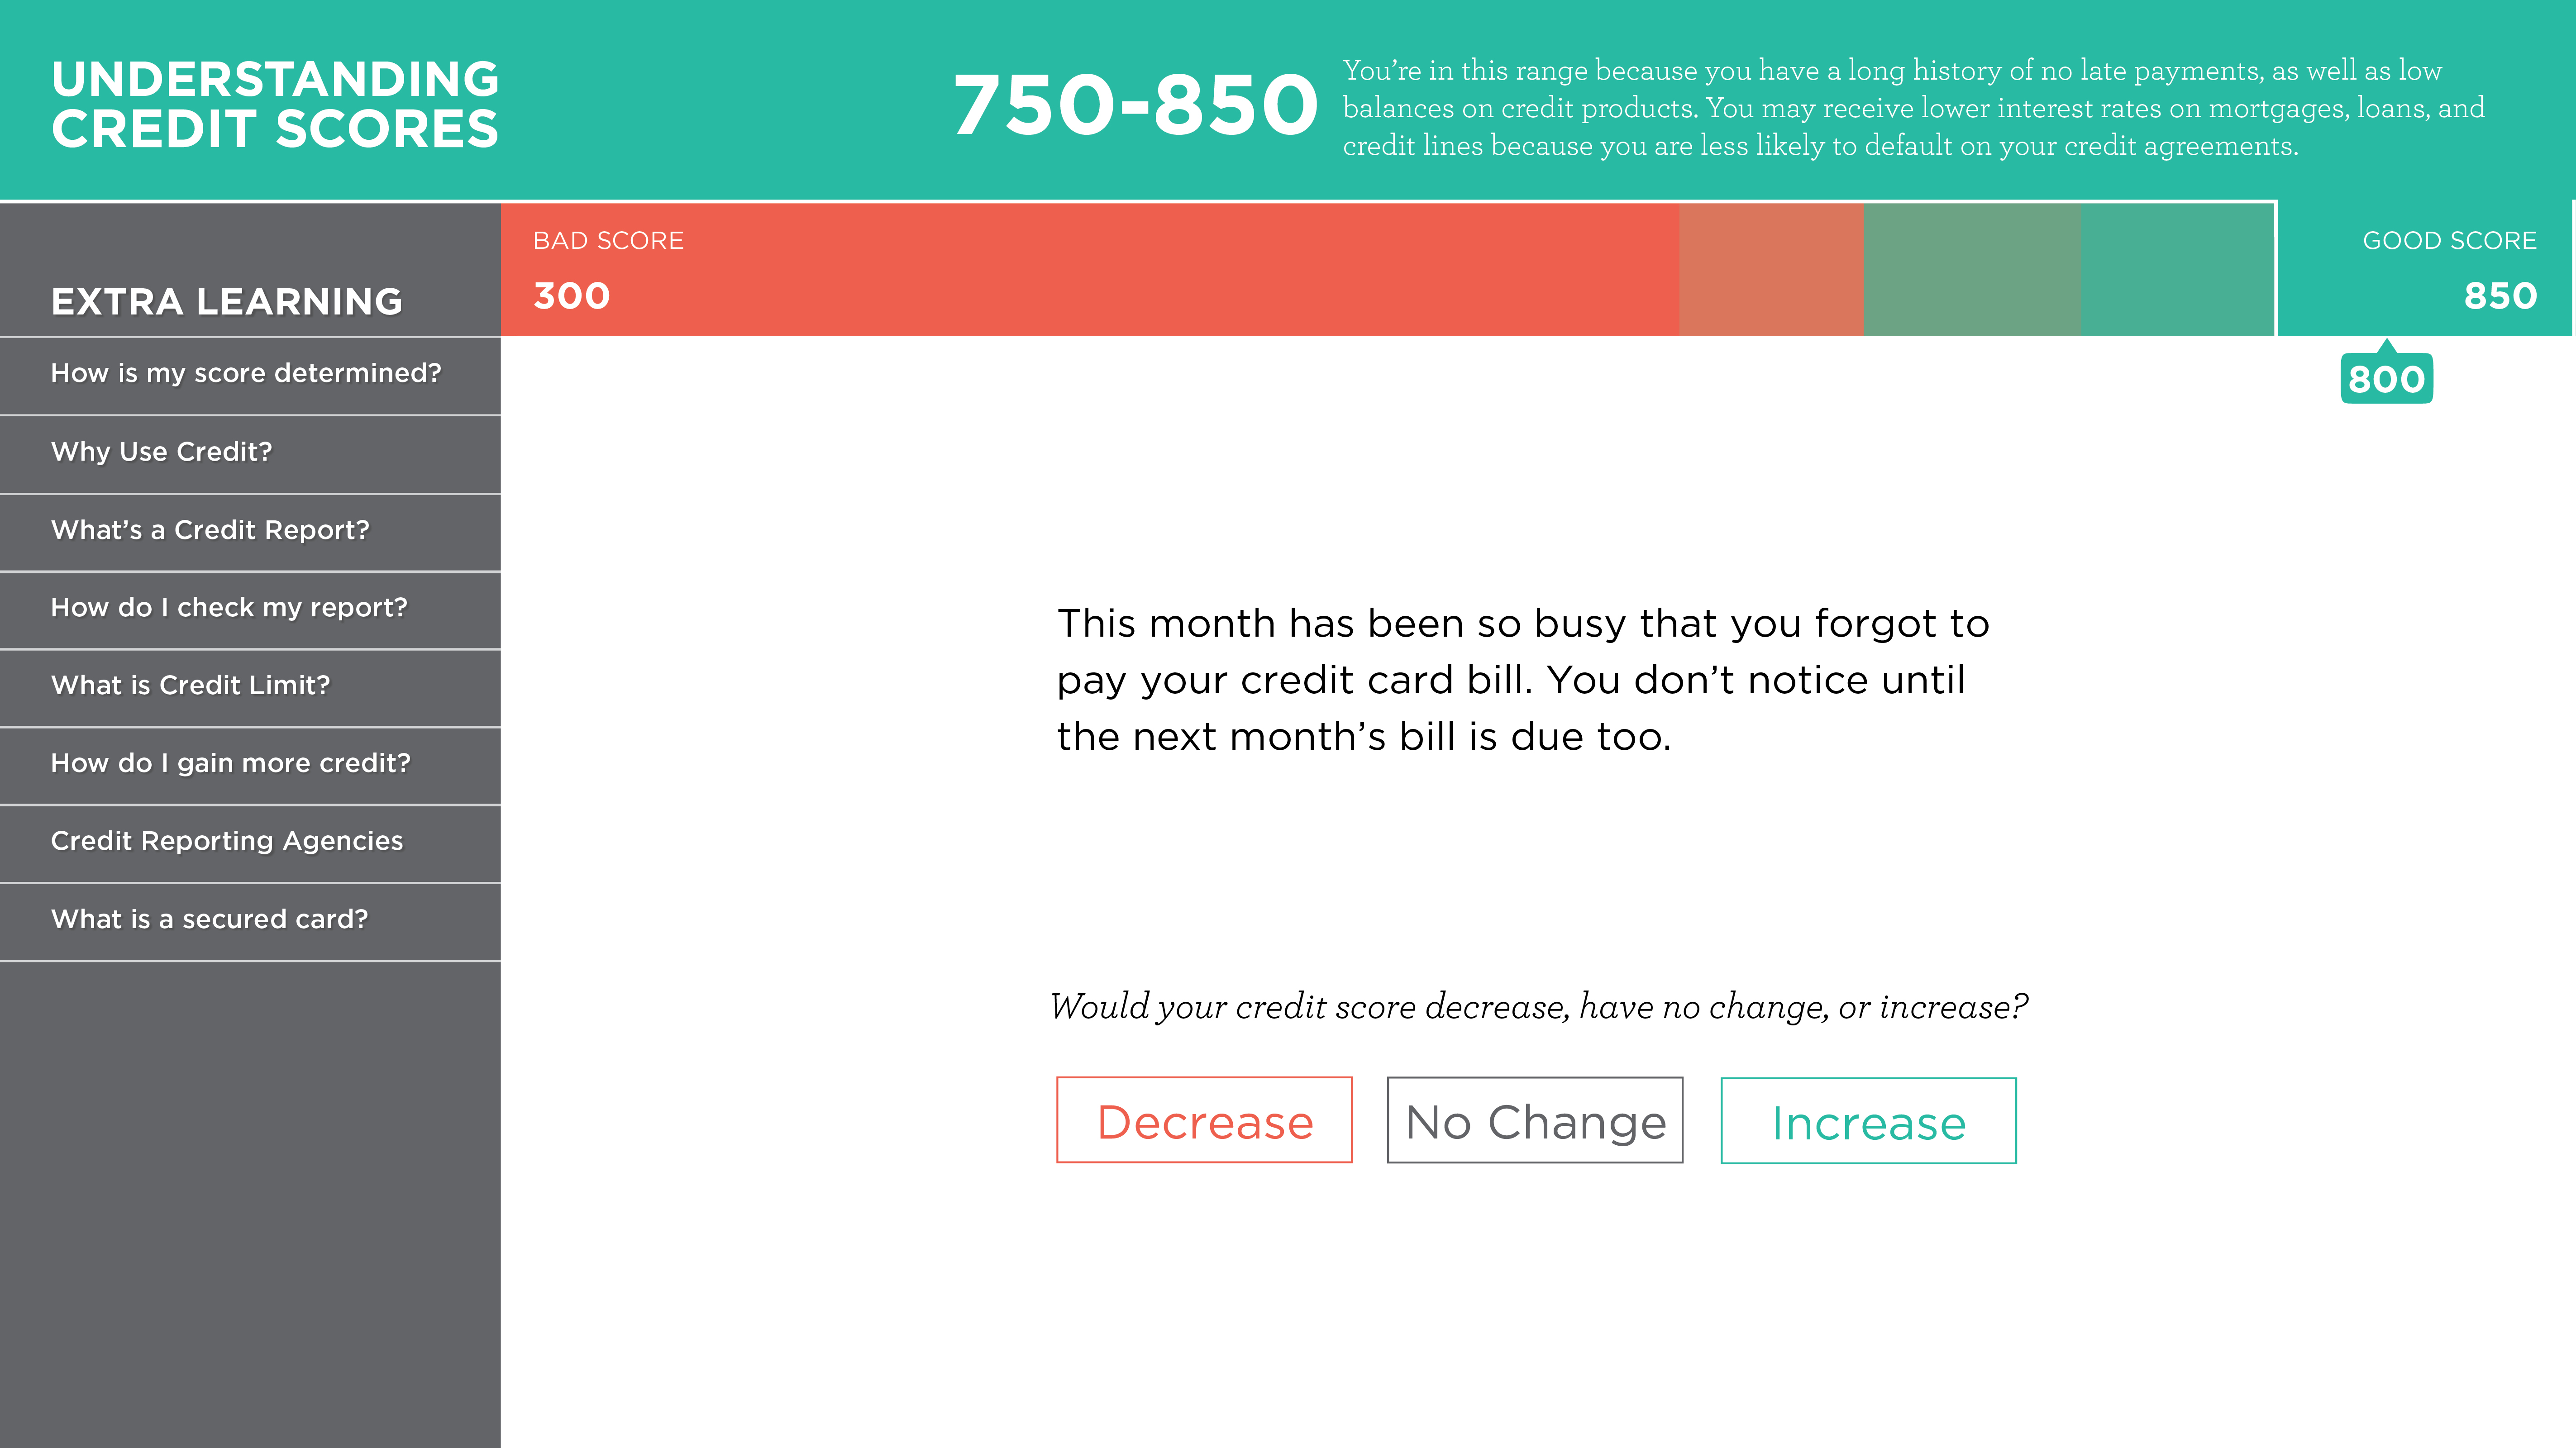 UNDERSTANDING
CREDIT SCORES
750-850
You’re in this range because you have a long history of no late payments, as well as low
balances on credit products. You may receive lower interest rates on mortgages, loans, and
credit lines because you are less likely to default on your credit agreements.
BAD SCORE
300
GOOD SCORE
850
800
EXTRA LEARNING
How is my score determined?
Why Use Credit?
What’s a Credit Report?
How do I check my report?
What is Credit Limit?
How do I gain more credit?
Credit Reporting Agencies
What is a secured card?
This month has been so busy that you forgot to
pay your credit card bill. You don’t notice until
the next month’s bill is due too.
Would your credit score decrease, have no change, or increase?
Decrease
No Change
Increase